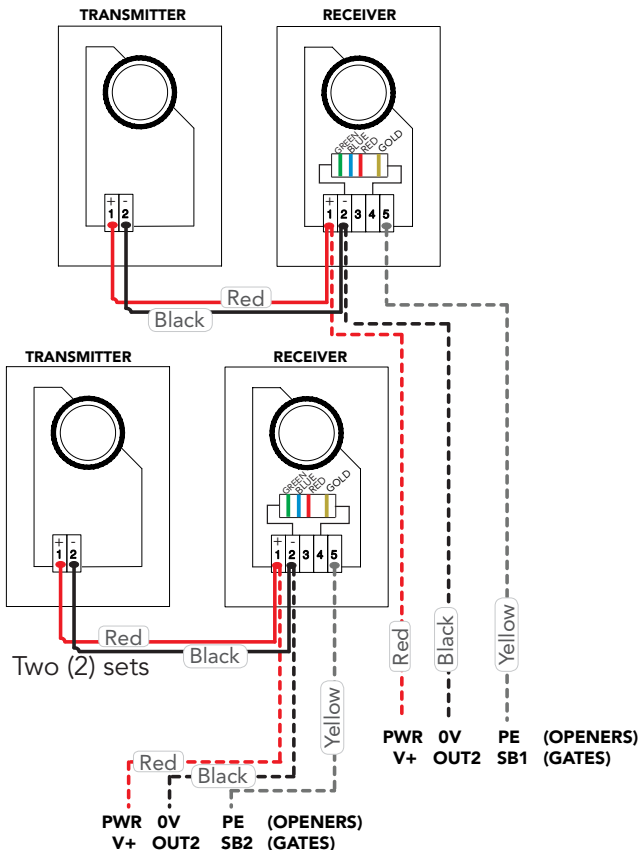 TRANSMITTER RECEIVER
GREEN BLUE RED GOLD
+ -
1 2
+ -
1 2 3 4 5
Red
Black
TRANSMITTER RECEIVER
GREEN BLUE RED GOLD
+ -
1 2
+ -
1 2 3 4 5
Red
Black
Two (2) sets
Red Black Yellow
Yellow
PWR 0V PE (OPENERS)
V+ OUT2 SB1 (GATES)
Red
Black
PWR 0V PE (OPENERS)
V+ OUT2 SB2 (GATES)